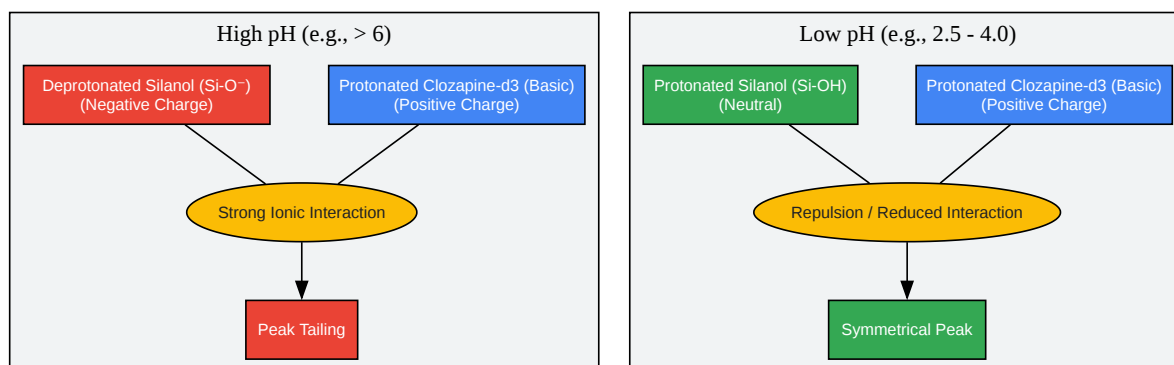 High pH (e.g., > 6)
Deprotonated Silanol (Si-O⁻)
(Negative Charge)
Protonated Clozapine-d3 (Basic)
(Positive Charge)
Strong Ionic Interaction
Peak Tailing
Low pH (e.g., 2.5 - 4.0)
Protonated Silanol (Si-OH)
(Neutral)
Protonated Clozapine-d3 (Basic)
(Positive Charge)
Repulsion / Reduced Interaction
Symmetrical Peak